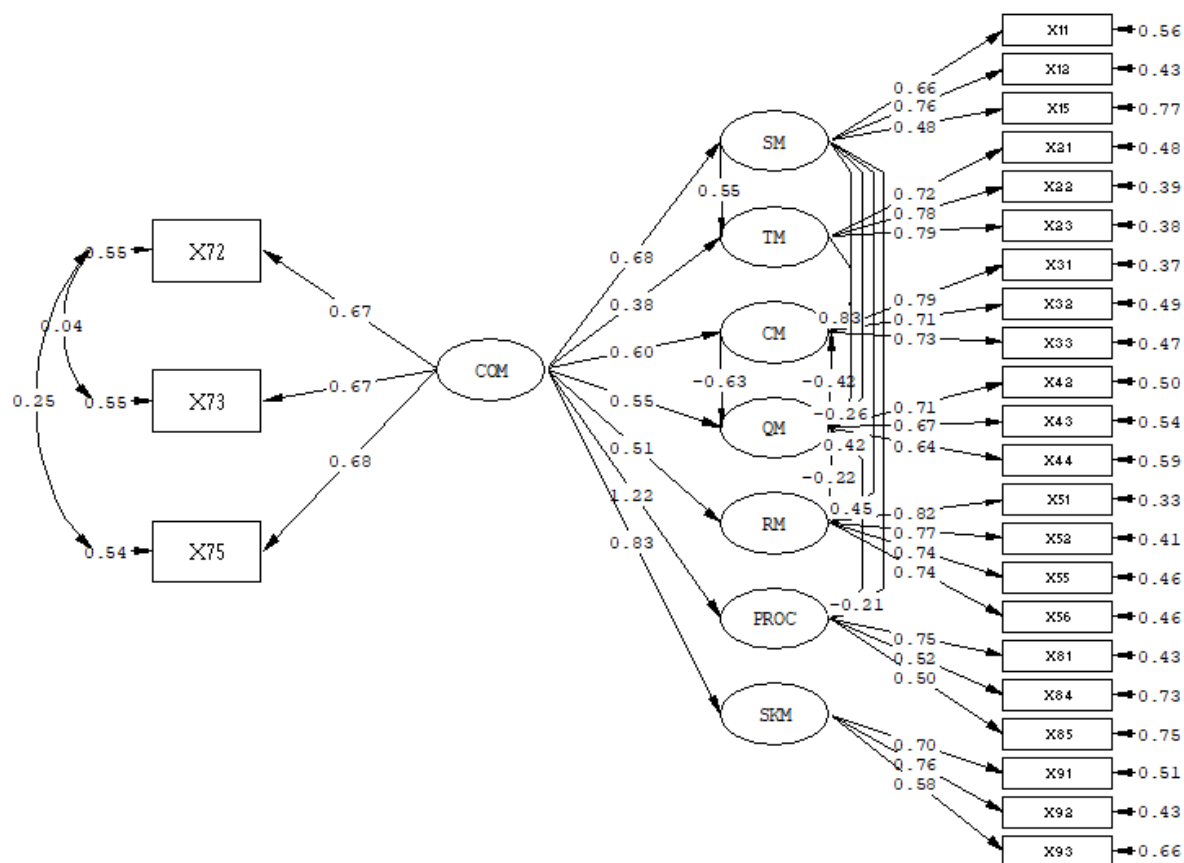 X11 0.56
X12 0.43
0.66
0.76
X15 0.77
0.48
SM
X21 0.48
0.55
0.72
X22 0.39
0.78
X23 0.38
0.79
TM
0.55 X72
0.68
X31 0.37
0.38
0.79
X32 0.49
0.04
0.67
0.83
0.71
CM
0.73
X33 0.47
0.60
COM
-0.63
-0.42
X42 0.50
0.67
0.25
0.55 X73
0.55
0.71
-0.26
0.67
X43 0.54
QM
0.42
0.64
0.51
X44 0.59
0.68
-0.22
1.22
X51 0.33
0.45
0.82
RM
0.77
X52 0.41
0.83
0.74
0.54 X75
0.74
X55 0.46
-0.21
X56 0.46
PROC
0.75
X81 0.43
0.52
0.50
X84 0.73
SKM
X85 0.75
0.70
0.76
X91 0.51
0.58
X92 0.43
X93 0.66